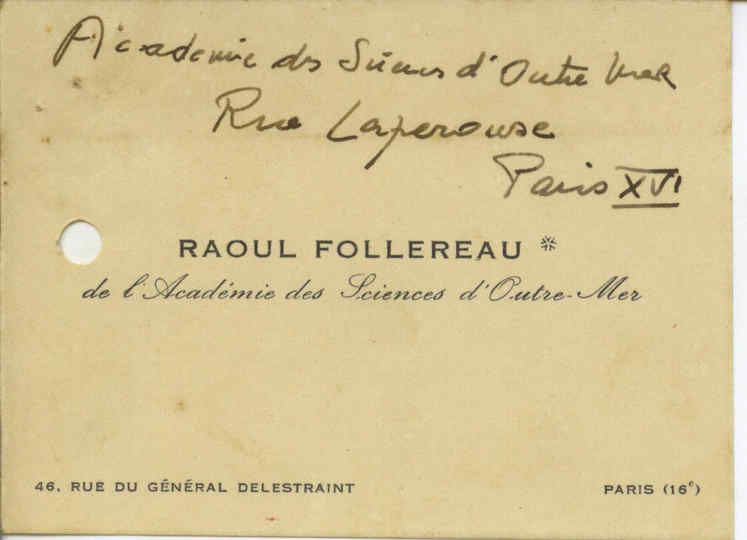 Académie des Sciences d'Outre Mer
Rue Laperouse
Paris XVI
RAOUL FOLLEREAU *
de l'Académie des Sciences d'Outre-Mer
46, RUE DU GÉNÉRAL DELESTRAINT PARIS (16e)